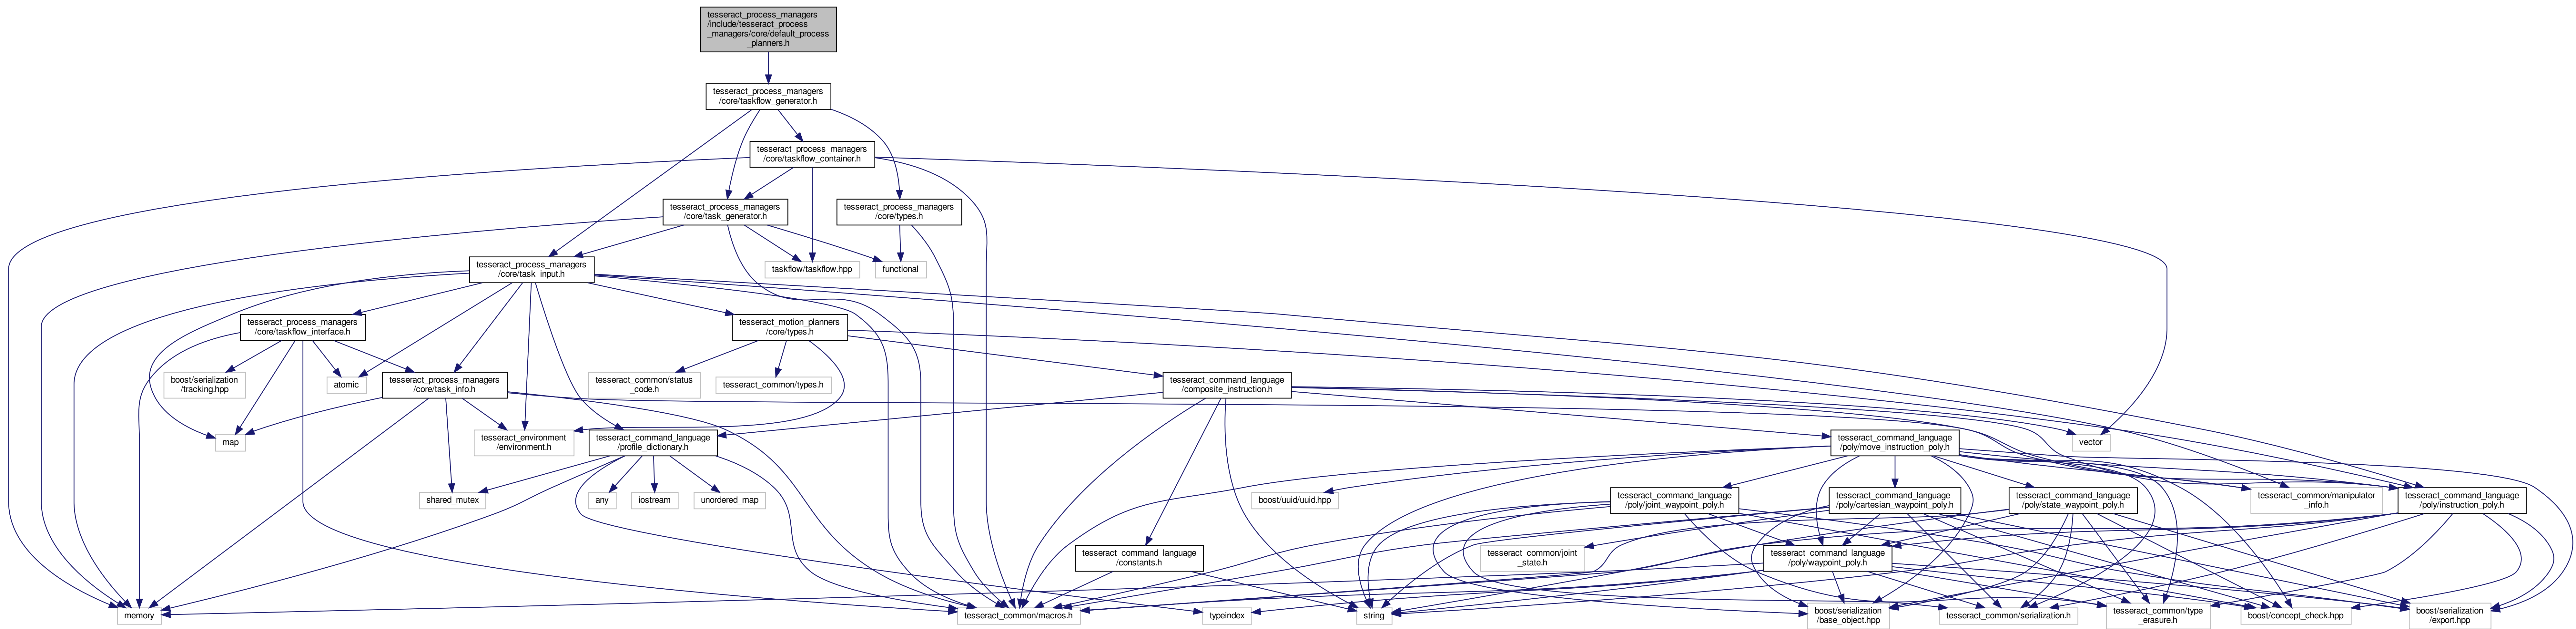 tesseract_process_managers
/include/tesseract_process
_managers/core/default_process
_planners.h
tesseract_process_managers
/core/taskflow_generator.h
tesseract_process_managers
/core/taskflow_container.h
tesseract_process_managers
/core/task_generator.h
tesseract_process_managers
/core/types.h
tesseract_process_managers
/core/task_input.h
taskflow/taskflow.hpp
functional
tesseract_process_managers
/core/taskflow_interface.h
tesseract_motion_planners
/core/types.h
boost/serialization
/tracking.hpp
atomic
tesseract_process_managers
/core/task_info.h
tesseract_common/status
_code.h
tesseract_common/types.h
tesseract_command_language
/composite_instruction.h
map
tesseract_environment
/environment.h
tesseract_command_language
/profile_dictionary.h
tesseract_command_language
/poly/move_instruction_poly.h
vector
shared_mutex
any
iostream
unordered_map
boost/uuid/uuid.hpp
tesseract_command_language
/poly/joint_waypoint_poly.h
tesseract_command_language
/poly/cartesian_waypoint_poly.h
tesseract_command_language
/poly/state_waypoint_poly.h
tesseract_common/manipulator
_info.h
tesseract_command_language
/poly/instruction_poly.h
tesseract_command_language
/constants.h
tesseract_common/joint
_state.h
tesseract_command_language
/poly/waypoint_poly.h
memory
tesseract_common/macros.h
typeindex
string
boost/serialization
/base_object.hpp
tesseract_common/serialization.h
tesseract_common/type
_erasure.h
boost/concept_check.hpp
boost/serialization
/export.hpp